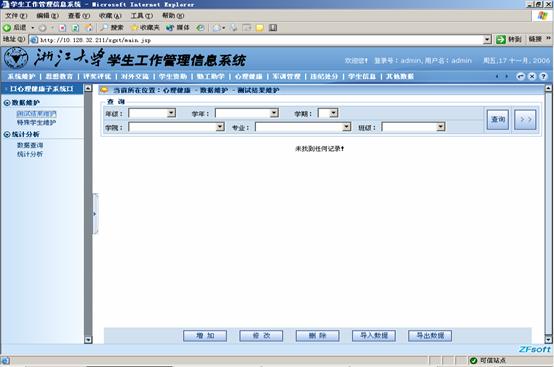 学生工作管理信息系统 - Microsoft Internet Explorer
文件(F) 编辑(E) 查看(V) 收藏(A) 工具(T) 帮助(H)
后退 搜索 收藏夹 媒体
地址(D) http://10.128.32.211/xgxt/main.jsp 转到 链接 »
浙江大学 学生工作管理信息系统 欢迎您! 登录号: admin,用户名: admin 周五,17 十一月, 2006
系统维护 | 思想教育 | 评奖评优 | 对外交流 | 学生资助 | 勤工助学 | 心理健康 | 军训管理 | 违纪处分 | 学生信息 | 其他数据
心理健康子系统
当前所在位置: 心理健康 - 数据维护 - 测试结果维护
数据维护
测试结果维护
特殊学生维护
统计分析
数据查询
统计分析
查 询
年级: 学年: 学期:
学院: 专业: 班级:
查询 > >
未找到任何记录!
增 加 修 改 删 除 导入数据 导出数据
ZFsoft
可信站点